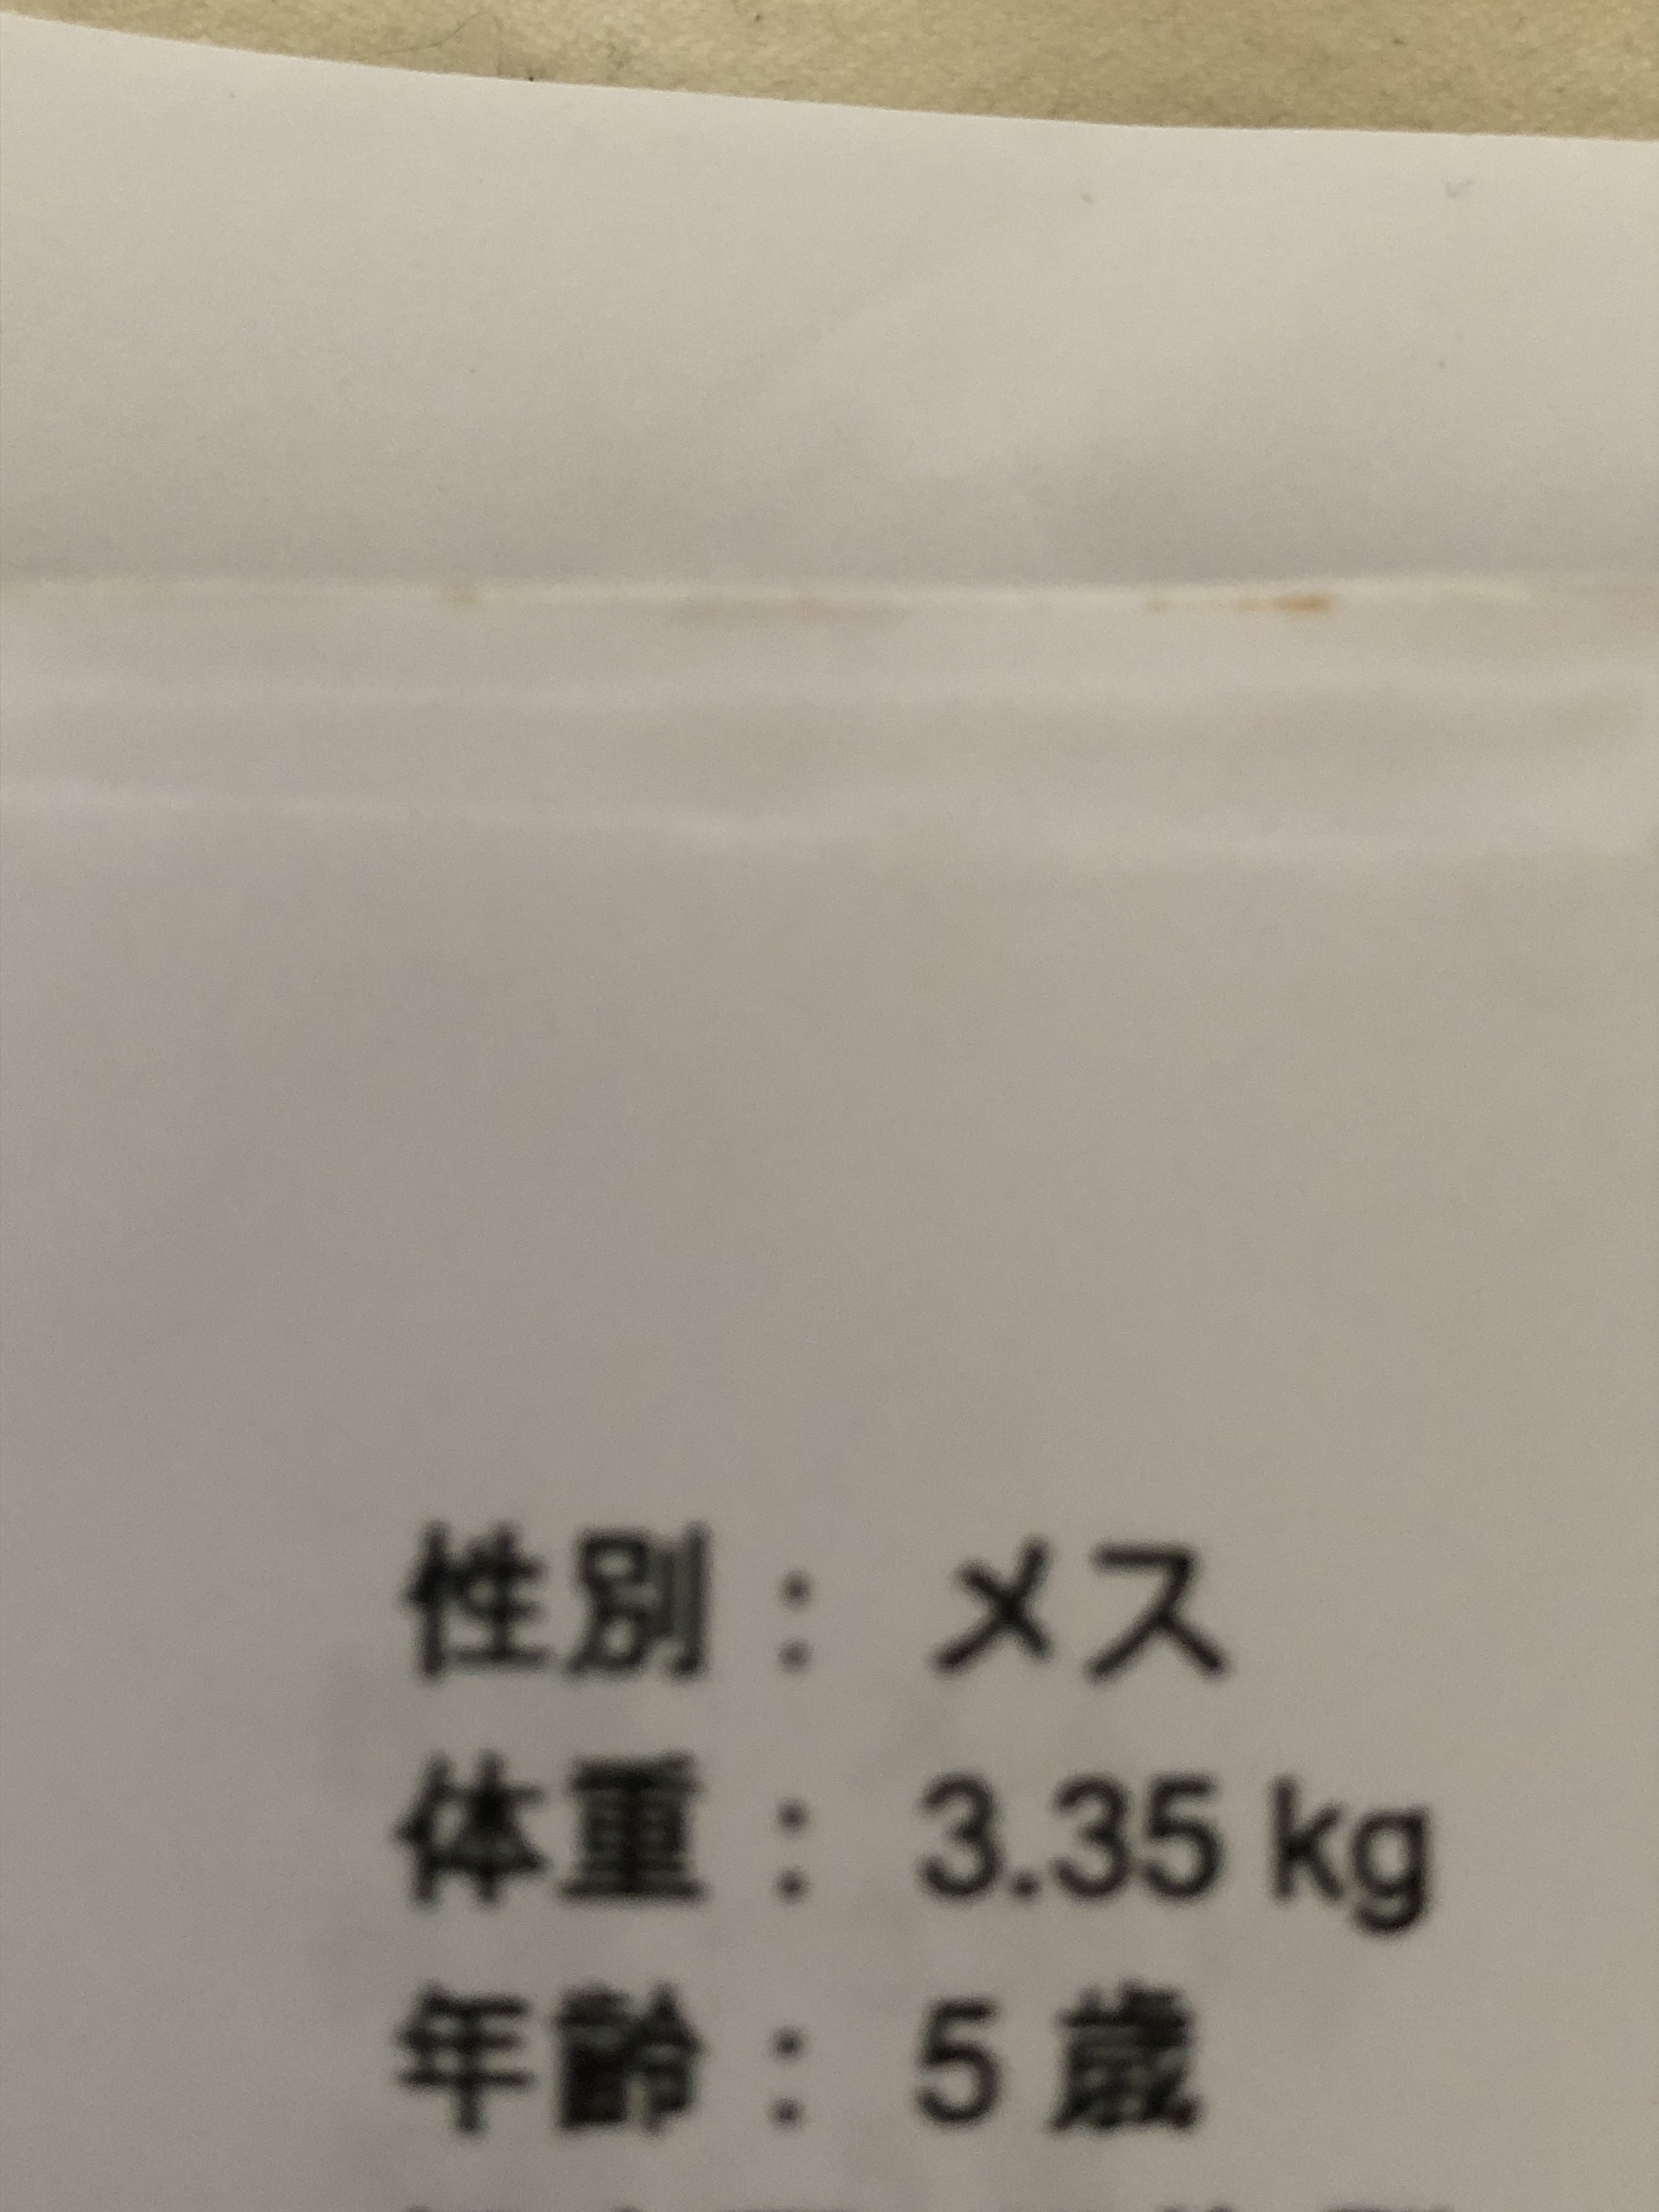 性別： メス
体重： 3.35 kg
年齢： 5 歳